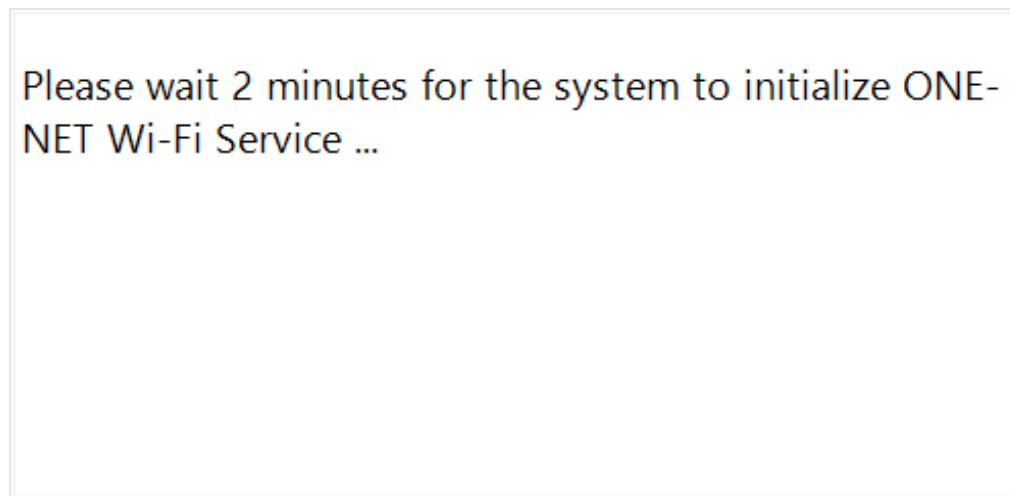 Please wait 2 minutes for the system to initialize ONE-
NET Wi-Fi Service ...